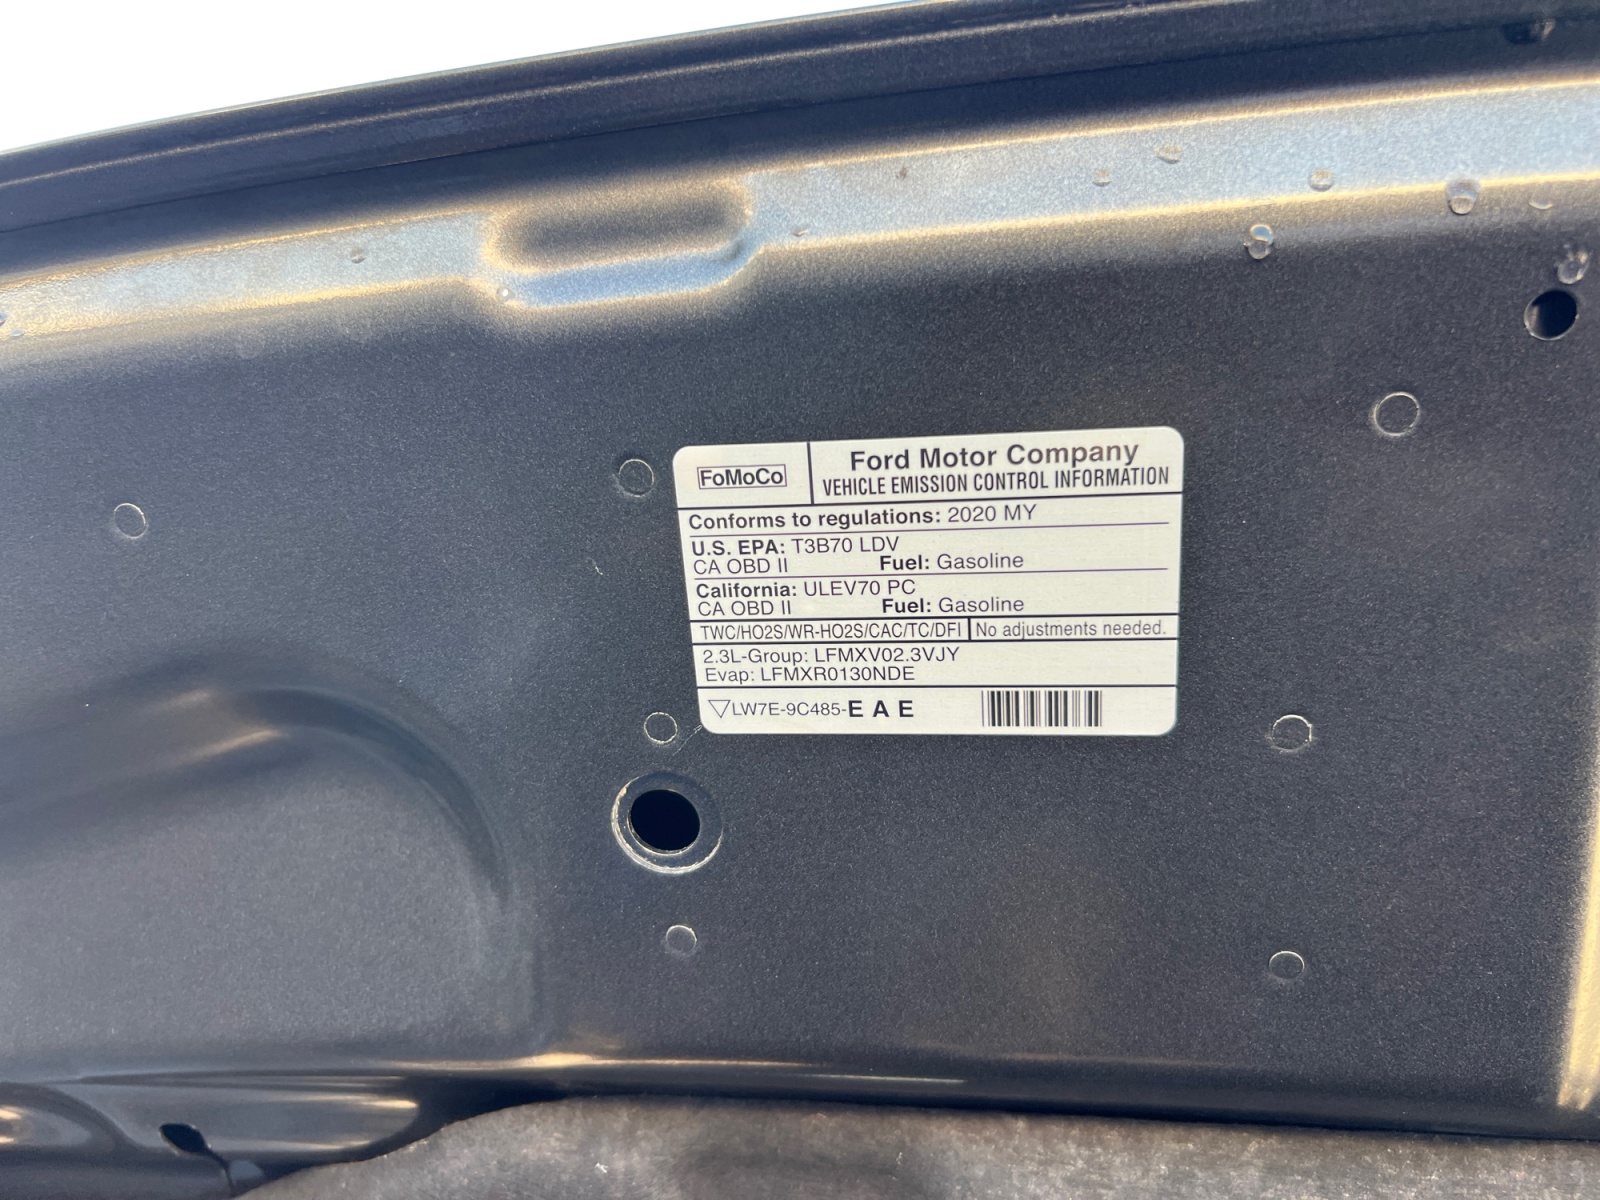 FoMoCo
Ford Motor Company
VEHICLE EMISSION CONTROL INFORMATION
Conforms to regulations: 2020 MY
U.S. EPA: T3B70 LDV
CA OBD II Fuel: Gasoline
California: ULEV70 PC
CA OBD II Fuel: Gasoline
TWC/HO2S/WR-HO2S/CAC/TC/DFI No adjustments needed.
2.3L-Group: LFMXV02.3VJY
Evap: LFMXR0130NDE
LW7E-9C485-E A E